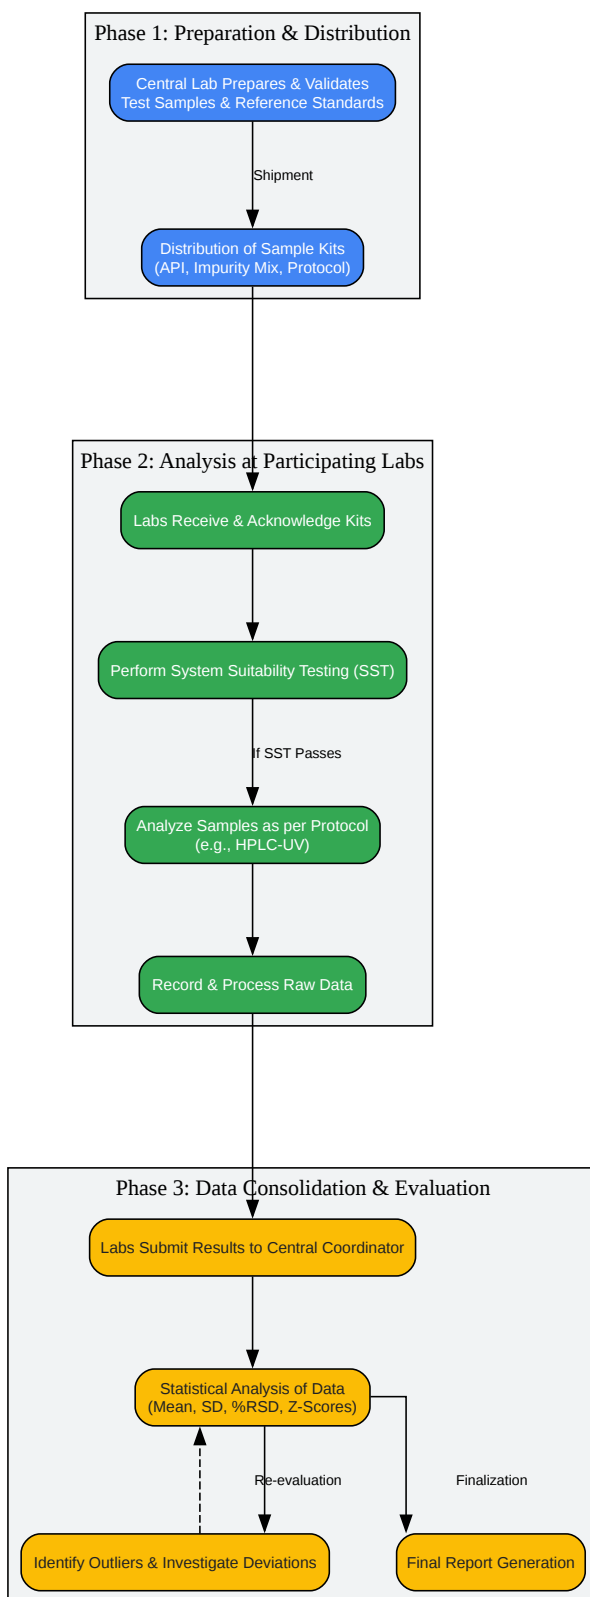 Phase 1: Preparation & Distribution
Central Lab Prepares & Validates
Test Samples & Reference Standards
Shipment
Distribution of Sample Kits
(API, Impurity Mix, Protocol)
Phase 2: Analysis at Participating Labs
Labs Receive & Acknowledge Kits
Perform System Suitability Testing (SST)
If SST Passes
Analyze Samples as per Protocol
(e.g., HPLC-UV)
Record & Process Raw Data
Phase 3: Data Consolidation & Evaluation
Labs Submit Results to Central Coordinator
Statistical Analysis of Data
(Mean, SD, %RSD, Z-Scores)
Re-evaluation
Finalization
Identify Outliers & Investigate Deviations
Final Report Generation